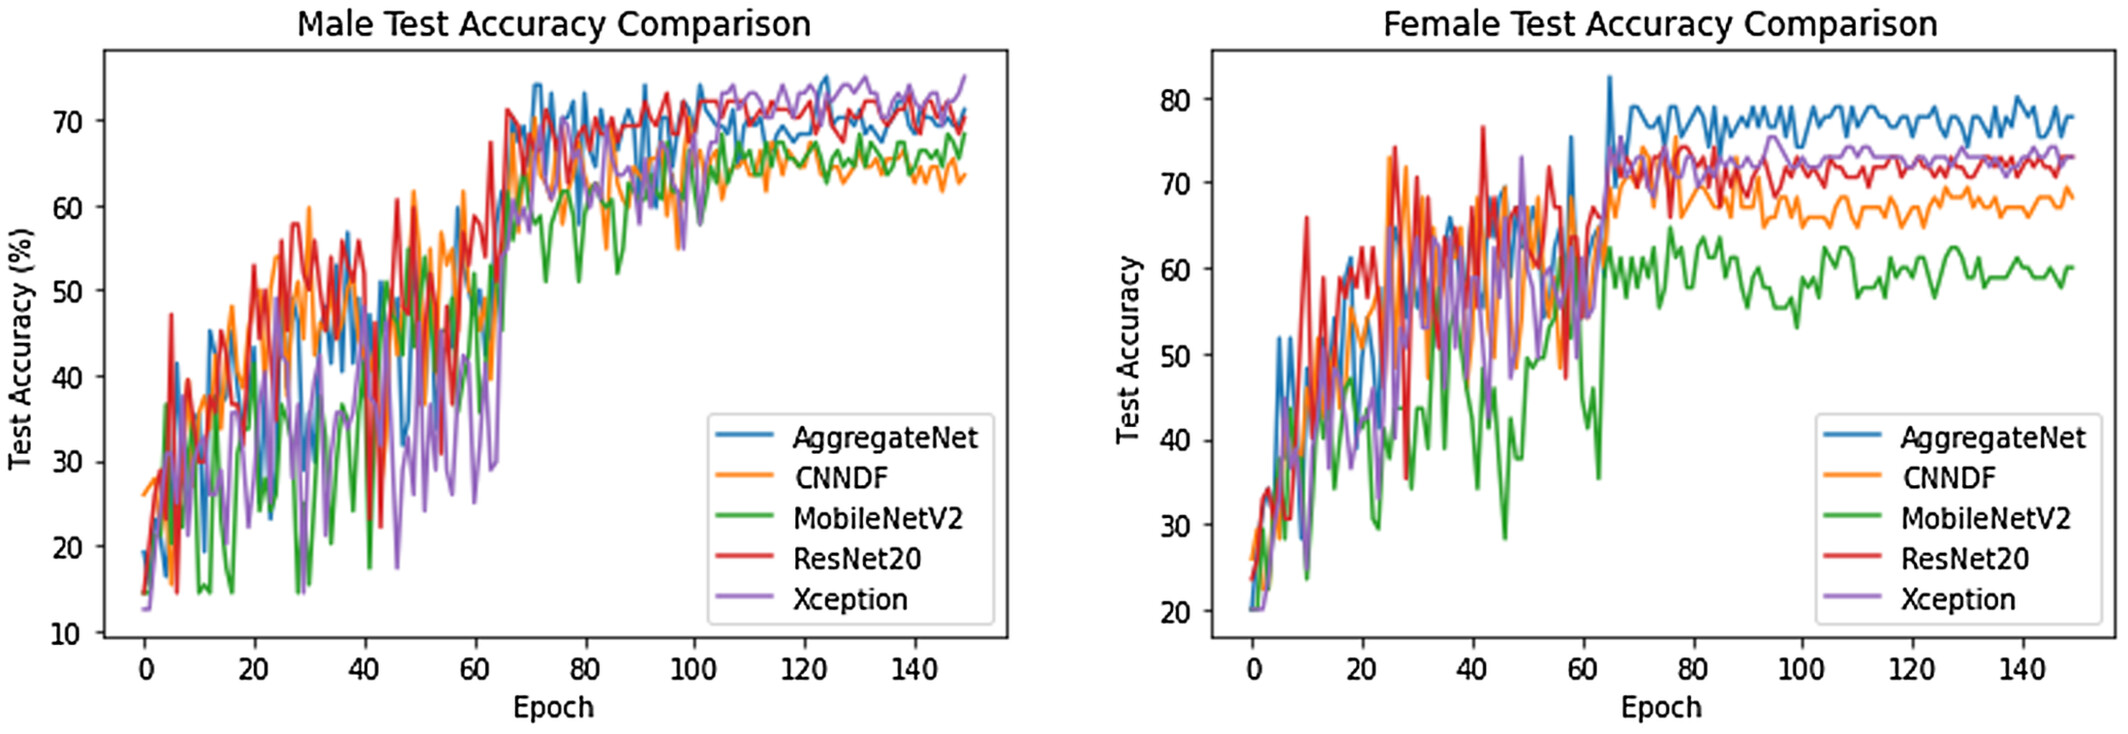 Male Test Accuracy Comparison
Test Accuracy (%)
70
60
50
40
30
20
10
0 20 40 60 80 100 120 140
Epoch
AggregateNet
CNNDF
MobileNetV2
ResNet20
Xception
Female Test Accuracy Comparison
Test Accuracy
80
70
60
50
40
30
20
0 20 40 60 80 100 120 140
Epoch
AggregateNet
CNNDF
MobileNetV2
ResNet20
Xception